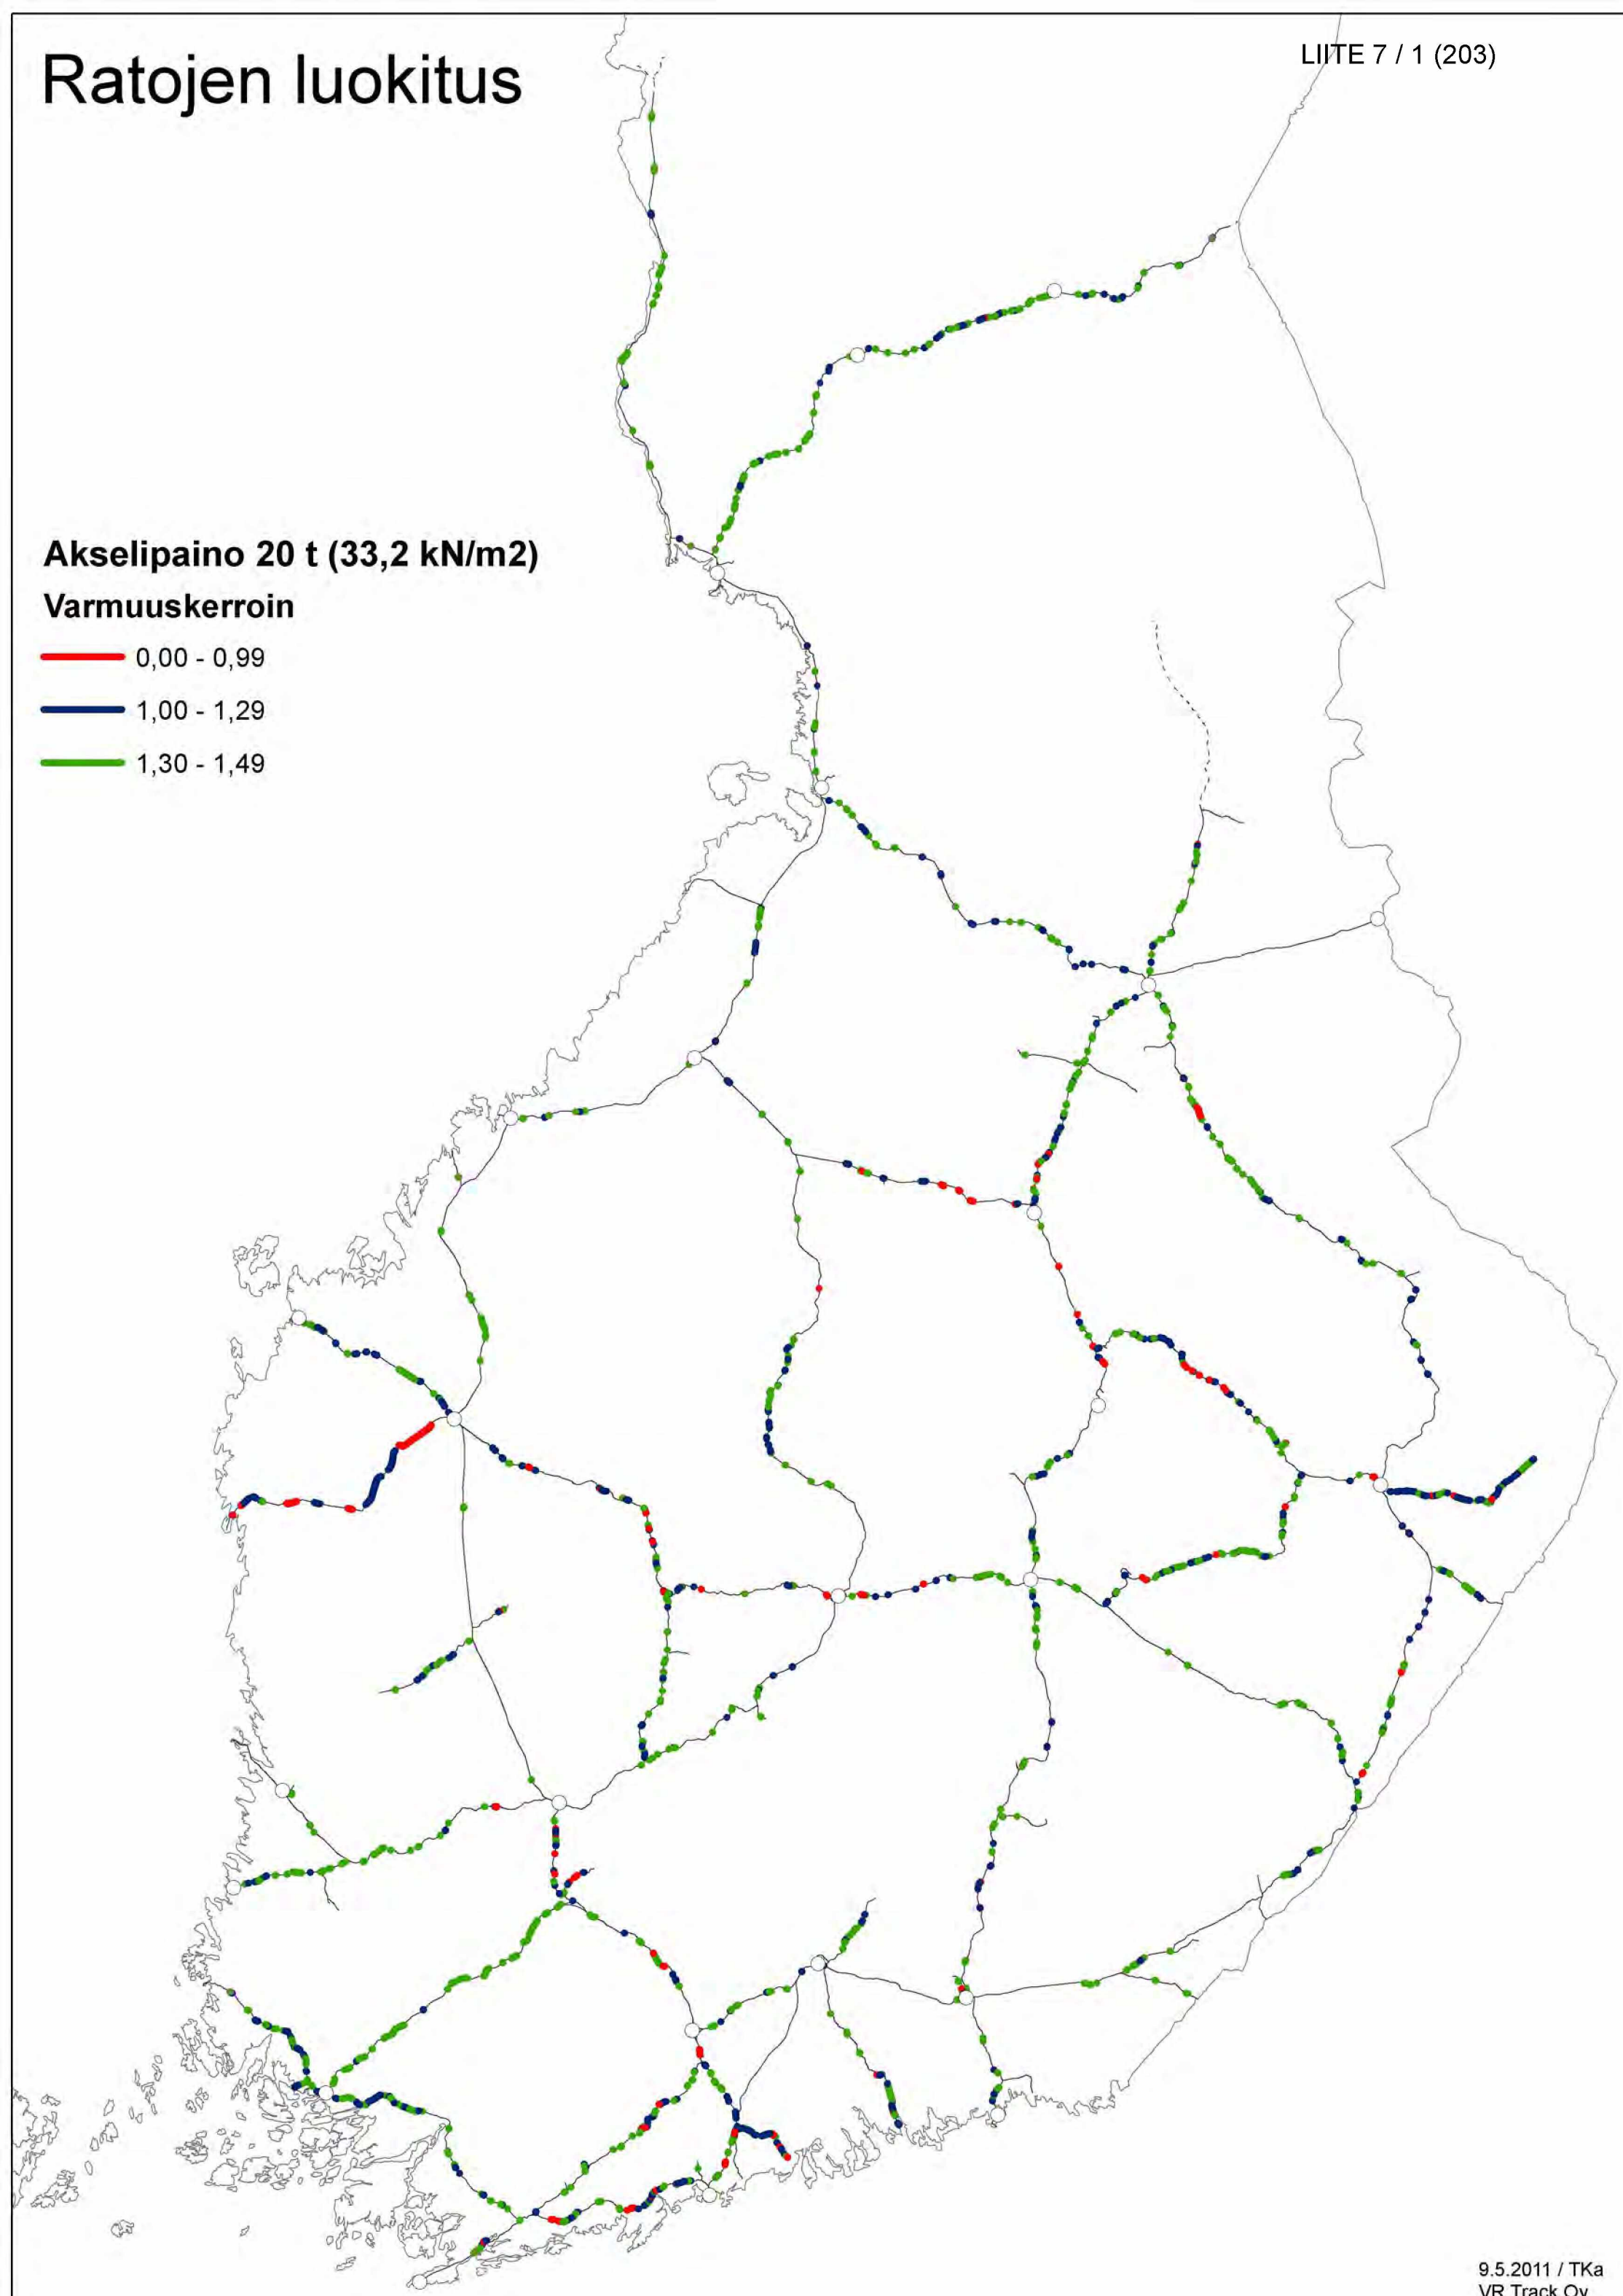 Ratojen luokitus
LIITE 7 / 1 (203)
Akselipaino 20 t (33,2 kN/m2)
Varmuuskerroin
0,00 - 0,99
1,00 - 1,29
1,30 - 1,49
9.5.2011 / TKa
VR Track Oy